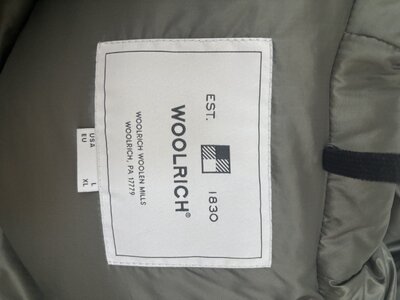 EST. 1830
WOOLRICH®
WOOLRICH WOOLEN MILLS
WOOLRICH, PA 17779
USA L
EU XL